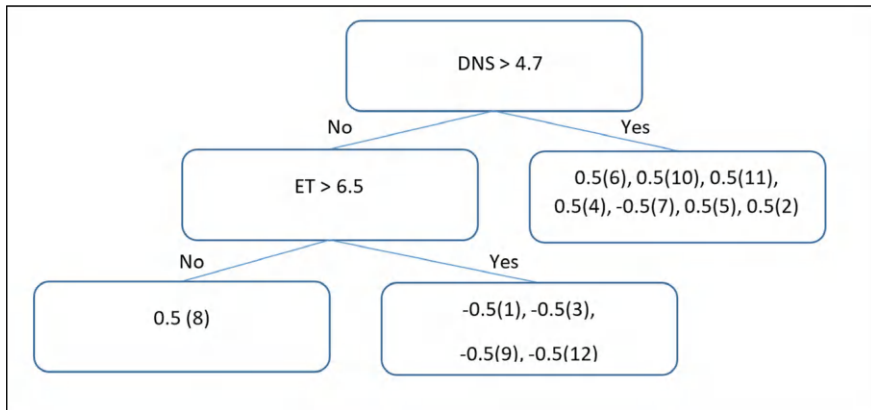 DNS > 4.7
No
Yes
ET > 6.5
0.5(6), 0.5(10), 0.5(11),
0.5(4), -0.5(7), 0.5(5), 0.5(2)
No
Yes
0.5 (8)
-0.5(1), -0.5(3),
-0.5(9), -0.5(12)